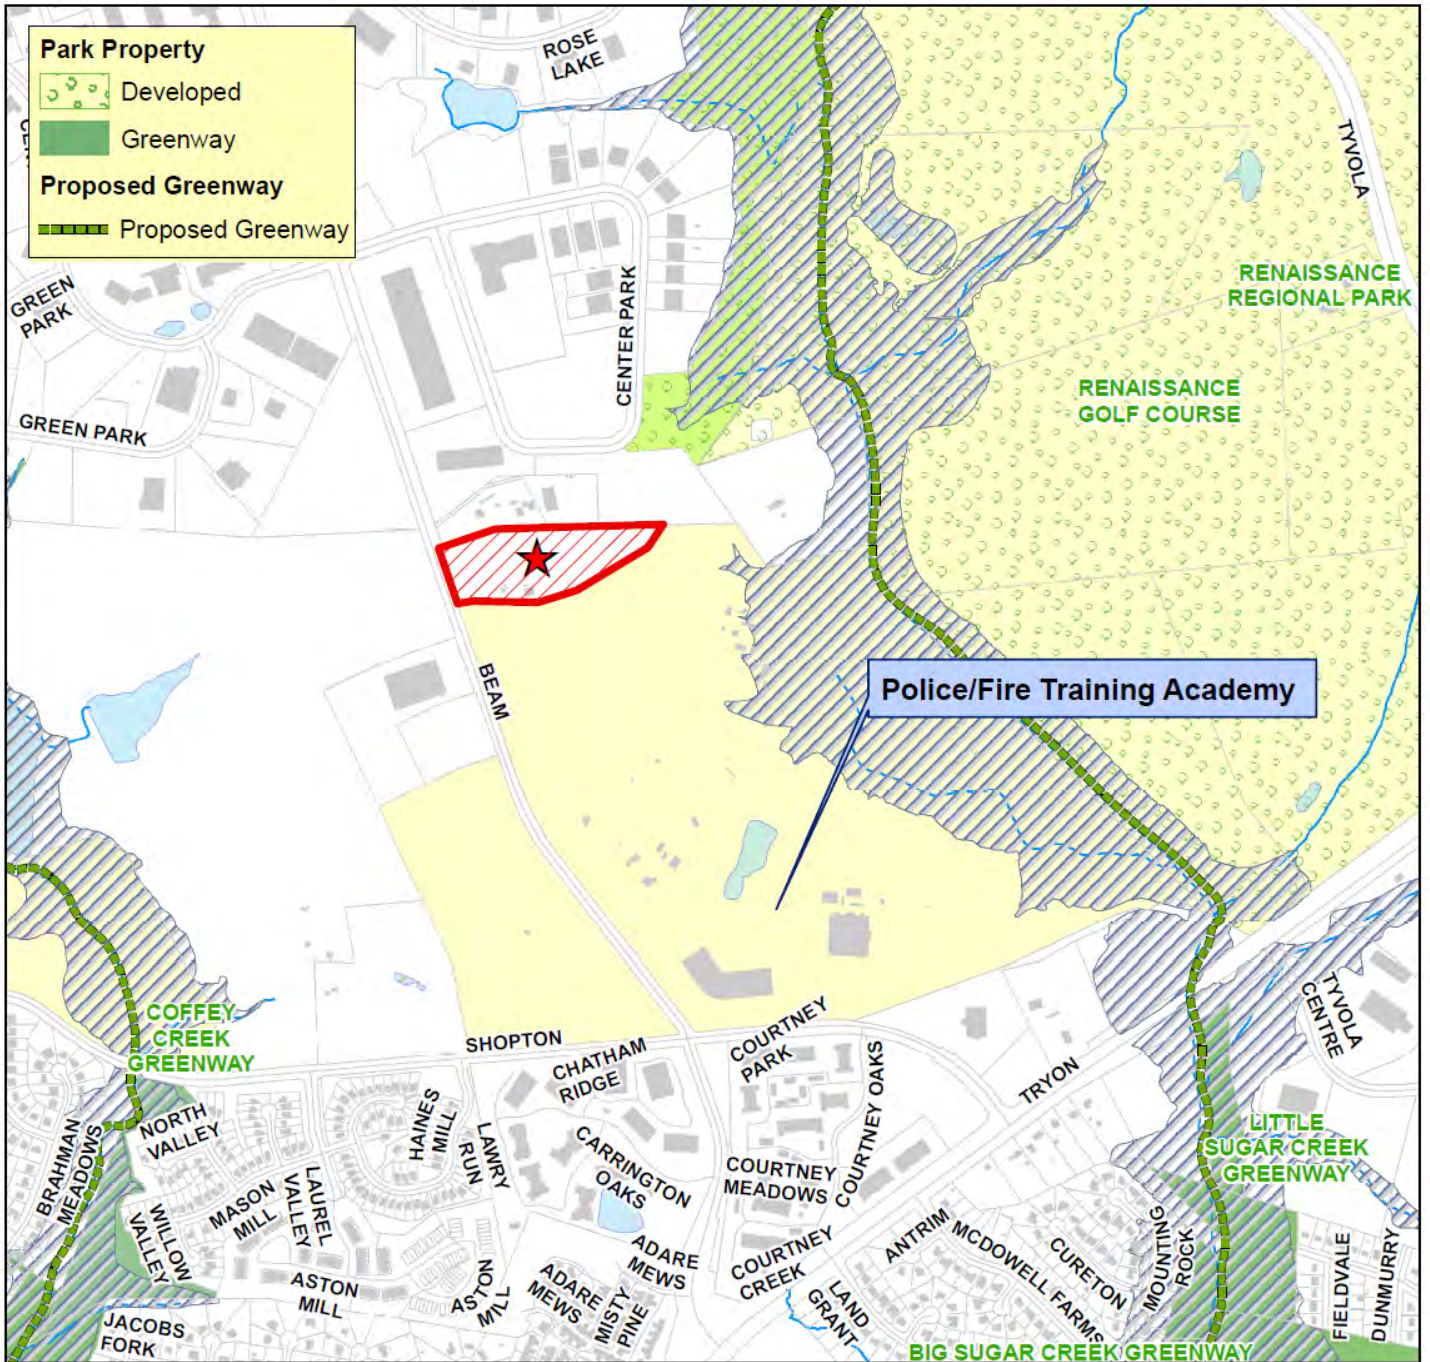 Park Property
Developed
Greenway
Proposed Greenway
Proposed Greenway
ROSE
LAKE
TYVOLA
GREEN
PARK
CENTER PARK
RENAISSANCE
REGIONAL PARK
RENAISSANCE
GOLF COURSE
GREEN PARK
BEAM
Police/Fire Training Academy
COFFEY
CREEK
GREENWAY
SHOPTON
CHATHAM
RIDGE
COURTNEY
PARK
COURTNEY OAKS
TRYON
TYVOLA
CENTRE
BRAHMAN
MEADOWS
NORTH
VALLEY
HAINES
MILL
LAWRY
RUN
CARRINGTON
OAKS
COURTNEY
MEADOWS
LITTLE
SUGAR CREEK
GREENWAY
WILLOW
VALLEY
MASON
MILL
LAUREL
VALLEY
ASTON
MILL
ASTON
MILL
ADARE
MEWS
ADARE
MEWS
MISTY
PINE
COURTNEY
CREEK
LAND
GRANT
ANTRIM
MCDOWELL FARMS
CURETON
MOUNTING
ROCK
FIELDVALE
DUNMURRY
JACOBS
FORK
BIG SUGAR CREEK GREENWAY